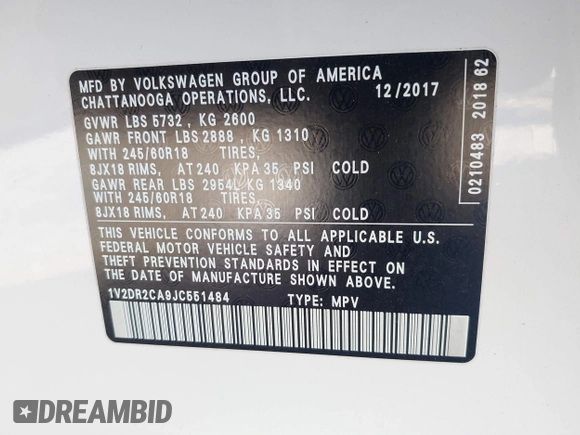 MFD BY VOLKSWAGEN GROUP OF AMERICA
CHATTANOOGA OPERATIONS, LLC. 12/2017
GVWR LBS 5732 , KG 2600
GAWR FRONT LBS 2888 , KG 1310
WITH 245/60R18 TIRES,
8JX18 RIMS, AT 240 KPA 35 PSI COLD
GAWR REAR LBS 2954, KG 1340
WITH 245/60R18 TIRES,
8JX18 RIMS, AT 240 KPA 35 PSI COLD
THIS VEHICLE CONFORMS TO ALL APPLICABLE U.S.
FEDERAL MOTOR VEHICLE SAFETY AND
THEFT PREVENTION STANDARDS IN EFFECT ON
THE DATE OF MANUFACTURE SHOWN ABOVE.
1V2DR2CA9JC551484 TYPE: MPV
0210483 2018 62
DREAMBID